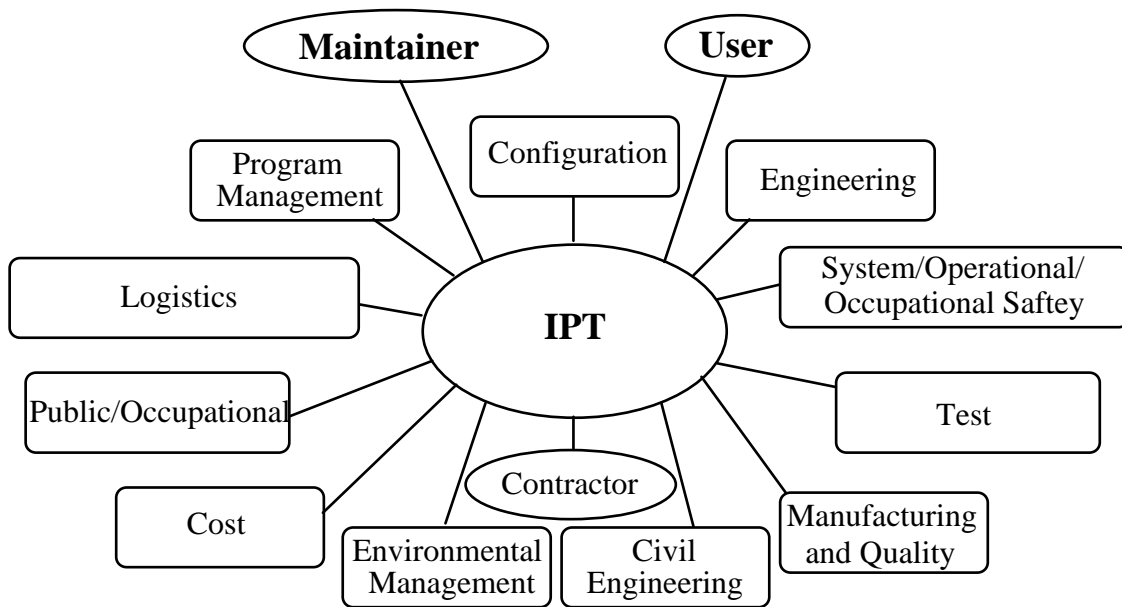 Maintainer
User
Configuration
Program
Management
Engineering
Logistics
System/Operational/
Occupational Saftey
IPT
Public/Occupational
Test
Contractor
Cost
Manufacturing
and Quality
Environmental
Management
Civil
Engineering